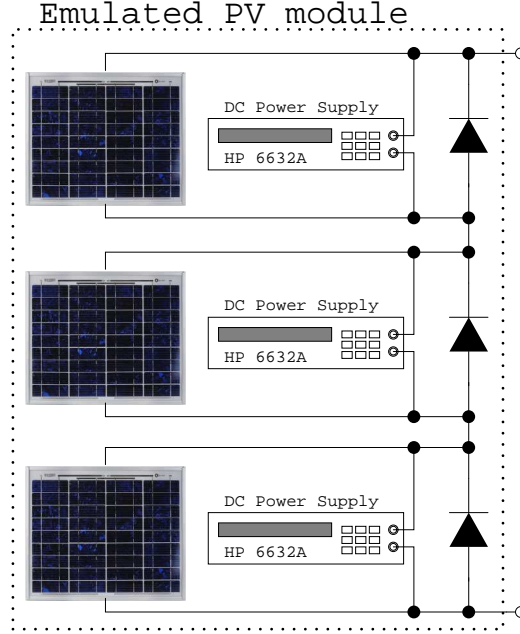 Emulated PV module
DC Power Supply
HP 6632A
DC Power Supply
HP 6632A
DC Power Supply
HP 6632A